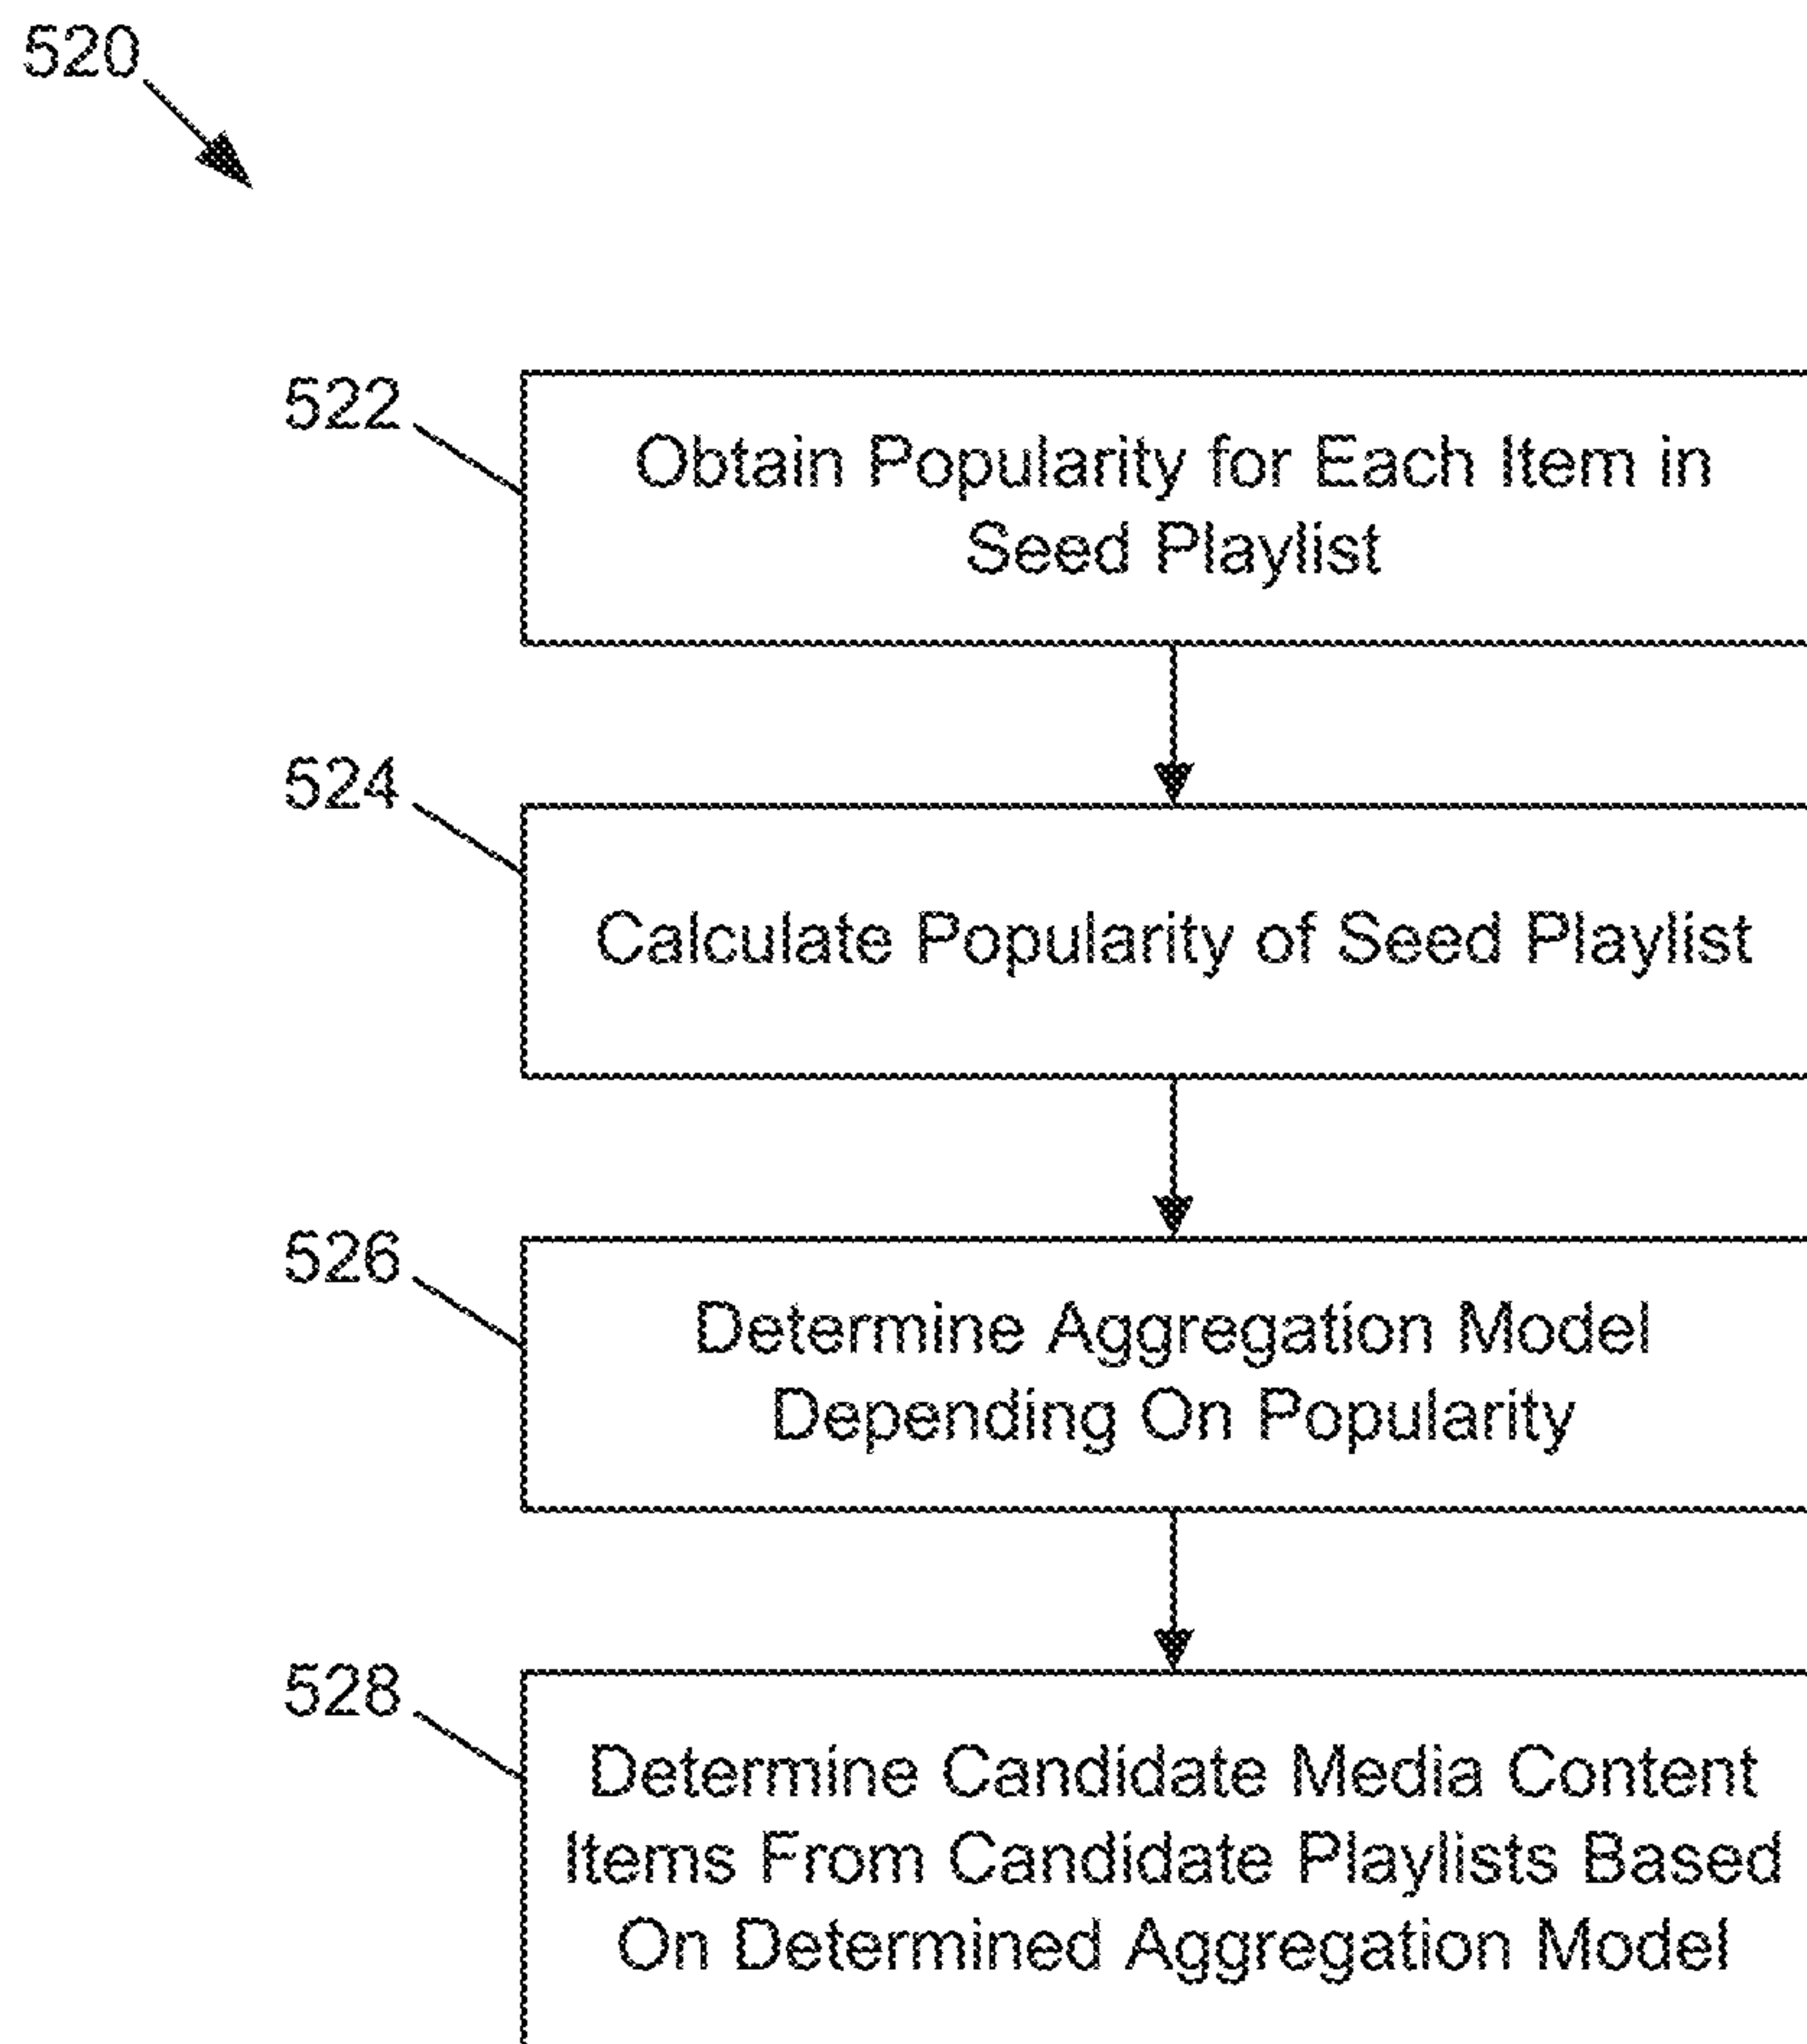 520
522
Obtain Popularity for Each Item in
Seed Playlist
524
Calculate Popularity of Seed Playlist
526
Determine Aggregation Model
Depending On Popularity
528
Determine Candidate Media Content
Items From Candidate Playlists Based
On Determined Aggregation Model